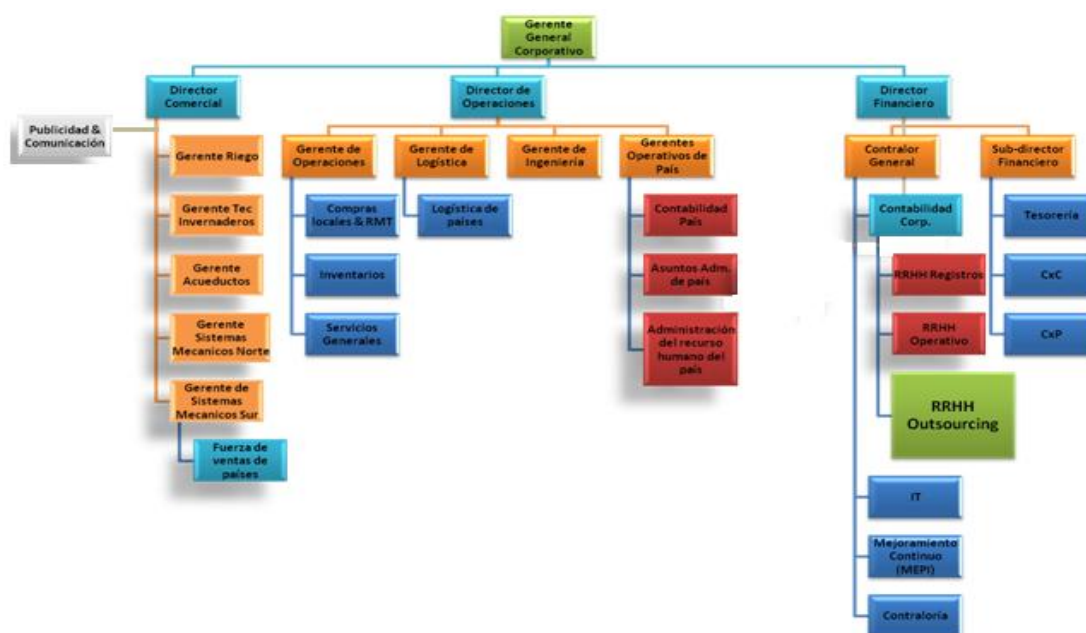 Gerente
General
Corporativo
Director
Comercial
Director de
Operaciones
Director
Financiero
Publicidad &
Comunicación
Gerente Riego
Gerente Tec
Invernaderos
Gerente
Acueductos
Gerente
Sistemas
Mecanicos Norte
Gerente de
Sistemas
Mecanicos Sur
Fuerza de
ventas de
países
Gerente de
Operaciones
Compras
locales & RMT
Inventarios
Servicios
Generales
Gerente de
Logística
Logística de
países
Gerente de
Ingeniería
Gerentes
Operativos de
País
Contabilidad
País
Asuntos Adm.
de país
Administración
del recurso
humano del
país
Contralor
General
Contabilidad
Corp.
RRHH Registros
RRHH
Operativo
RRHH
Outsourcing
IT
Mejoramiento
Continuo
(MEPI)
Contraloría
Sub-director
Financiero
Tesorería
CxC
CxP